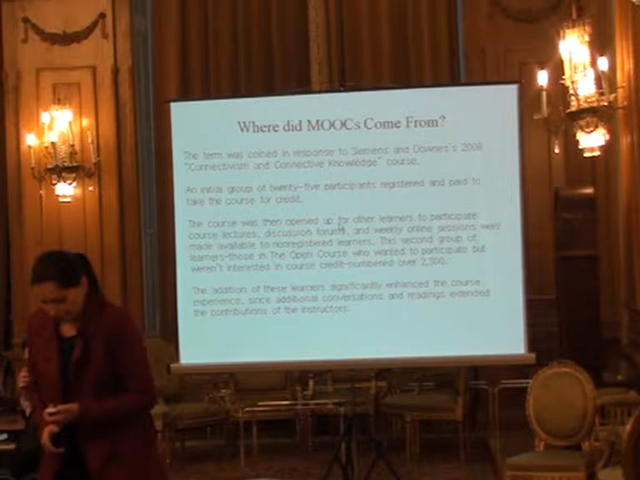 Where did MOOCs Come From?
The term was coined in response to Siemens and Downes's 2008
"Connectivism and Connective Knowledge" course.
An initial group of twenty-five participants registered and paid to
take the course for credit.
The course was then opened up for other learners to participate
course lectures, discussion forums, and weekly online sessions were
made available to nonregistered learners. This second group of
learners-those in The Open Course who wanted to participate but
weren't interested in course credit-numbered over 2,300.
The addition of these learners significantly enhanced the course
experience, since additional conversations and readings extended
the contributions of the instructors.